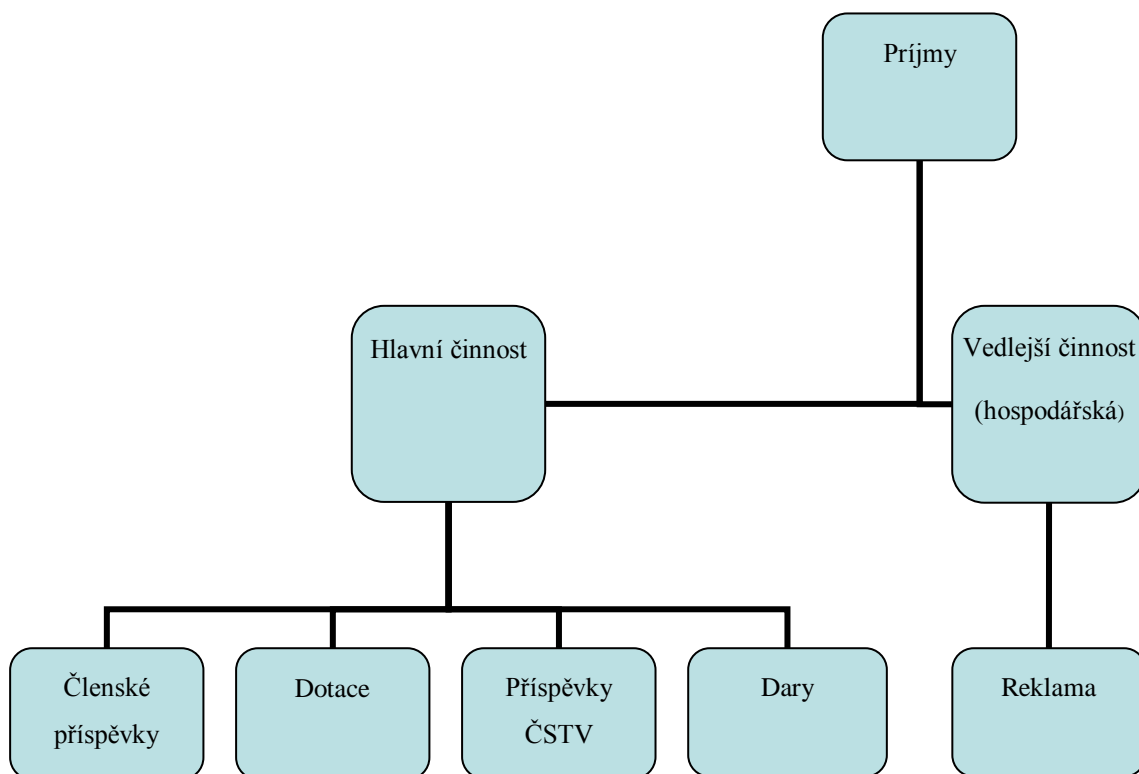 Príjmy
Hlavní činnost
Vedlejší činnost
(hospodářská)
Členské
příspěvky
Dotace
Příspěvky
ČSTV
Dary
Reklama